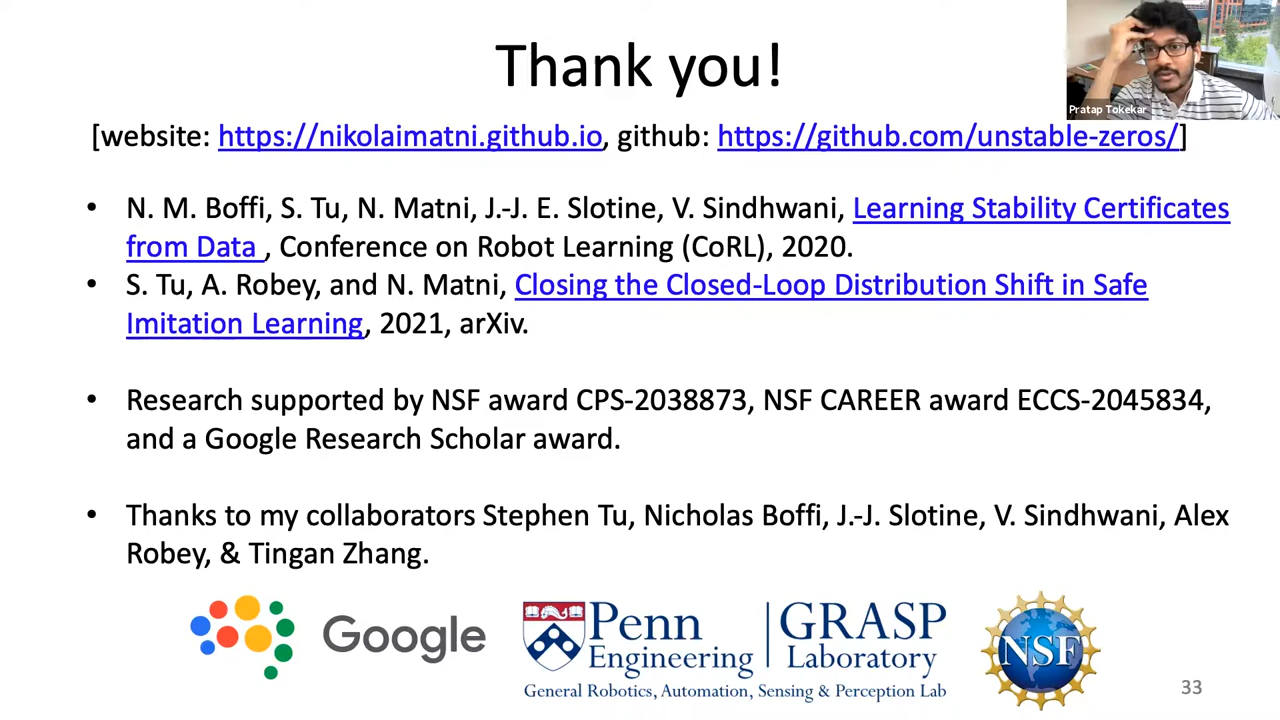 Thank you!
Pratap Tokekar
[website: https://nikolaimatni.github.io, github: https://github.com/unstable-zeros/]
• N. M. Boffi, S. Tu, N. Matni, J.-J. E. Slotine, V. Sindhwani, Learning Stability Certificates
from Data , Conference on Robot Learning (CoRL), 2020.
• S. Tu, A. Robey, and N. Matni, Closing the Closed-Loop Distribution Shift in Safe
Imitation Learning, 2021, arXiv.
• Research supported by NSF award CPS-2038873, NSF CAREER award ECCS-2045834,
and a Google Research Scholar award.
• Thanks to my collaborators Stephen Tu, Nicholas Boffi, J.-J. Slotine, V. Sindhwani, Alex
Robey, & Tingan Zhang.
Google
Penn
Engineering
GRASP
Laboratory
General Robotics, Automation, Sensing & Perception Lab
NSF
33